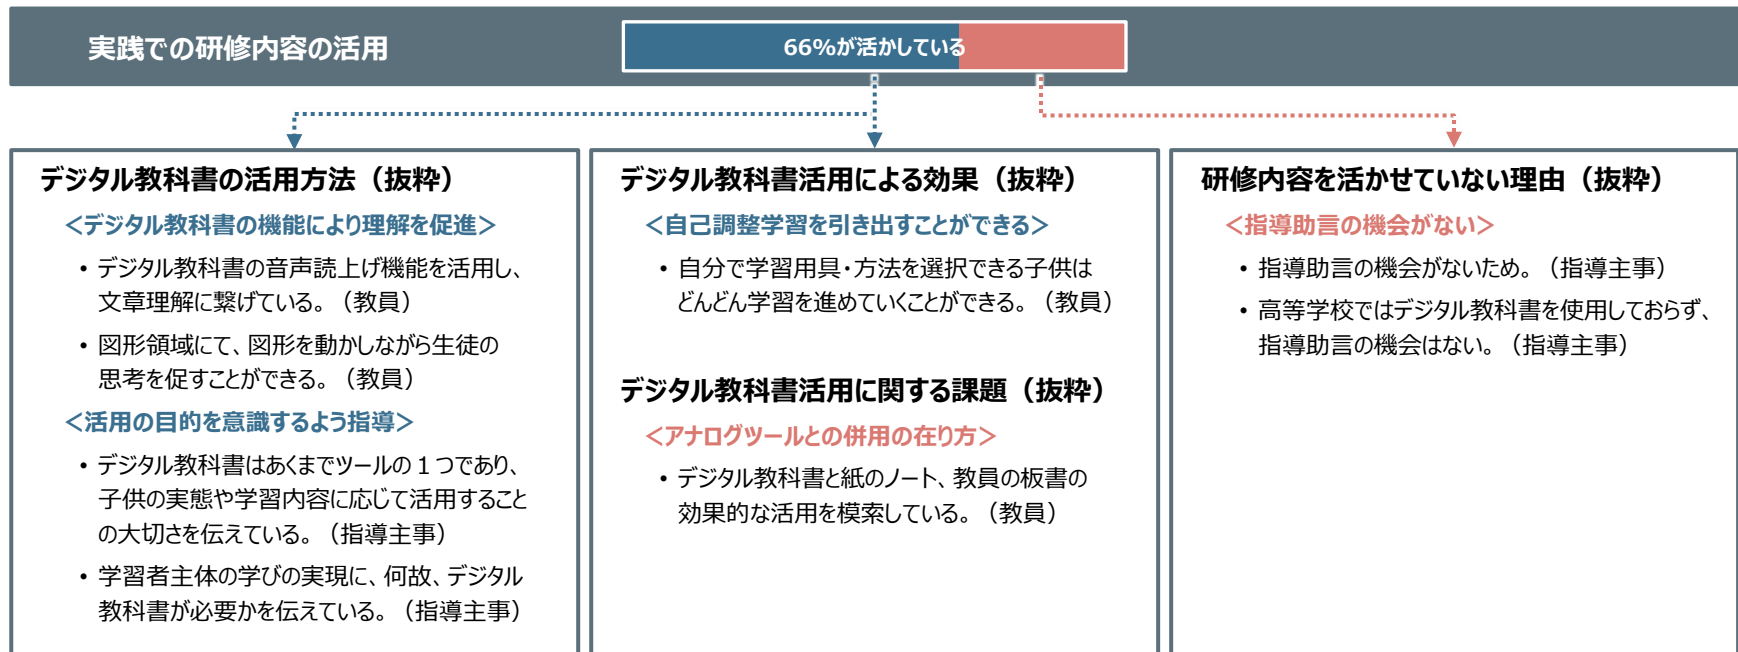 実践での研修内容の活用
66%が活かしている
デジタル教科書の活用方法（抜粋）
＜デジタル教科書の機能により理解を促進＞
• デジタル教科書の音声読上げ機能を活用し、
文章理解に繋げている。（教員）
• 図形領域にて、図形を動かしながら生徒の
思考を促すことができる。（教員）
＜活用の目的を意識するよう指導＞
• デジタル教科書はあくまでツールの１つであり、
子供の実態や学習内容に応じて活用すること
の大切さを伝えている。（指導主事）
• 学習者主体の学びの実現に、何故、デジタル
教科書が必要かを伝えている。（指導主事）
デジタル教科書活用による効果（抜粋）
＜自己調整学習を引き出すことができる＞
• 自分で学習用具・方法を選択できる子供は
どんどん学習を進めていくことができる。（教員）
デジタル教科書活用に関する課題（抜粋）
＜アナログツールとの併用の在り方＞
• デジタル教科書と紙のノート、教員の板書の
効果的な活用を模索している。（教員）
研修内容を活かせていない理由（抜粋）
＜指導助言の機会がない＞
• 指導助言の機会がないため。（指導主事）
• 高等学校ではデジタル教科書を使用しておらず、
指導助言の機会はない。（指導主事）